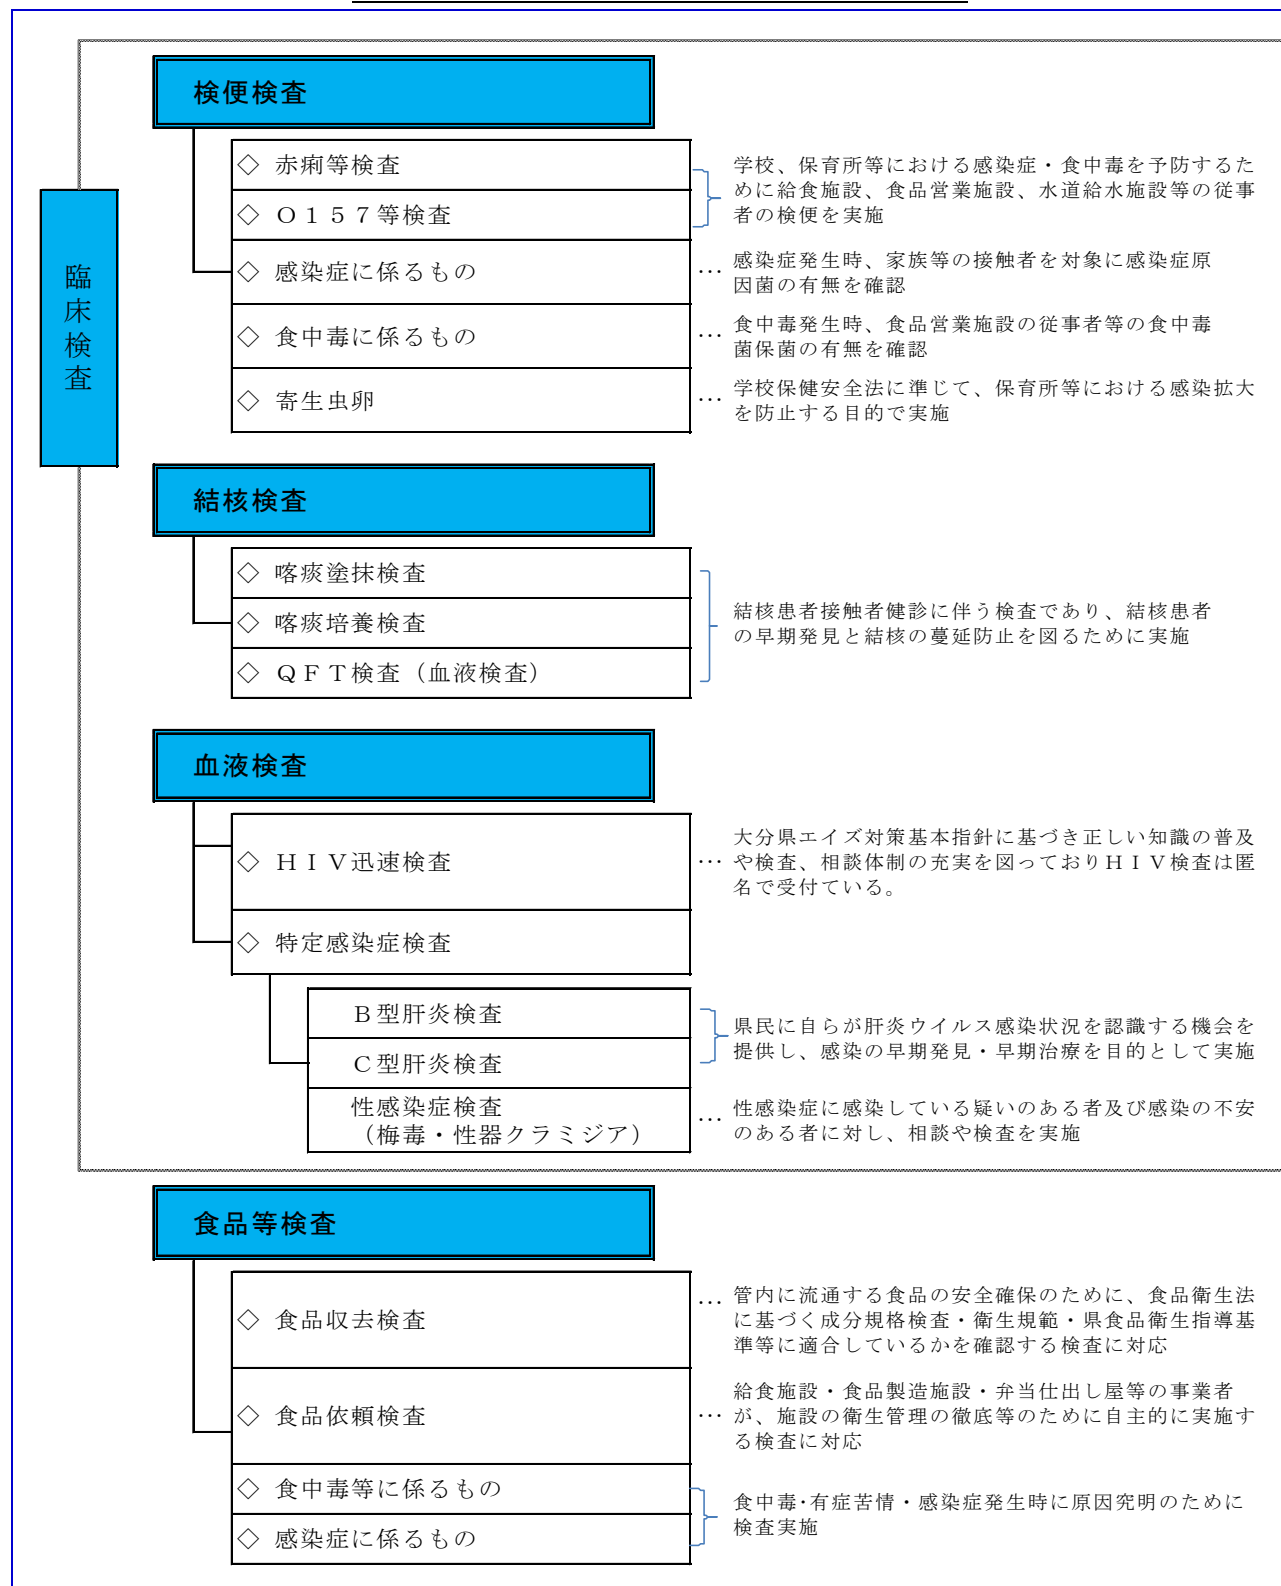 臨床検査
検便検査
◇ 赤痢等検査
◇ Ｏ１５７等検査
学校、保育所等における感染症・食中毒を予防するた
めに給食施設、食品営業施設、水道給水施設等の従事
者の検便を実施
◇ 感染症に係るもの
… 感染症発生時、家族等の接触者を対象に感染症原
因菌の有無を確認
◇ 食中毒に係るもの
… 食中毒発生時、食品営業施設の従事者等の食中毒
菌保菌の有無を確認
◇ 寄生虫卵
… 学校保健安全法に準じて、保育所等における感染拡大
を防止する目的で実施
結核検査
◇ 喀痰塗抹検査
◇ 喀痰培養検査
◇ ＱＦＴ検査（血液検査）
結核患者接触者健診に伴う検査であり、結核患者
の早期発見と結核の蔓延防止を図るために実施
血液検査
◇ ＨＩＶ迅速検査
大分県エイズ対策基本指針に基づき正しい知識の普及
… や検査、相談体制の充実を図っておりＨＩＶ検査は匿
名で受付ている。
◇ 特定感染症検査
Ｂ型肝炎検査
Ｃ型肝炎検査
県民に自らが肝炎ウイルス感染状況を認識する機会を
提供し、感染の早期発見・早期治療を目的として実施
性感染症検査
（梅毒・性器クラミジア）
… 性感染症に感染している疑いのある者及び感染の不安
のある者に対し、相談や検査を実施
食品等検査
◇ 食品収去検査
… 管内に流通する食品の安全確保のために、食品衛生法
に基づく成分規格検査・衛生規範・県食品衛生指導基
準等に適合しているかを確認する検査に対応
◇ 食品依頼検査
給食施設・食品製造施設・弁当仕出し屋等の事業者
… が、施設の衛生管理の徹底等のために自主的に実施す
る検査に対応
◇ 食中毒等に係るもの
◇ 感染症に係るもの
食中毒･有症苦情・感染症発生時に原因究明のために
検査実施